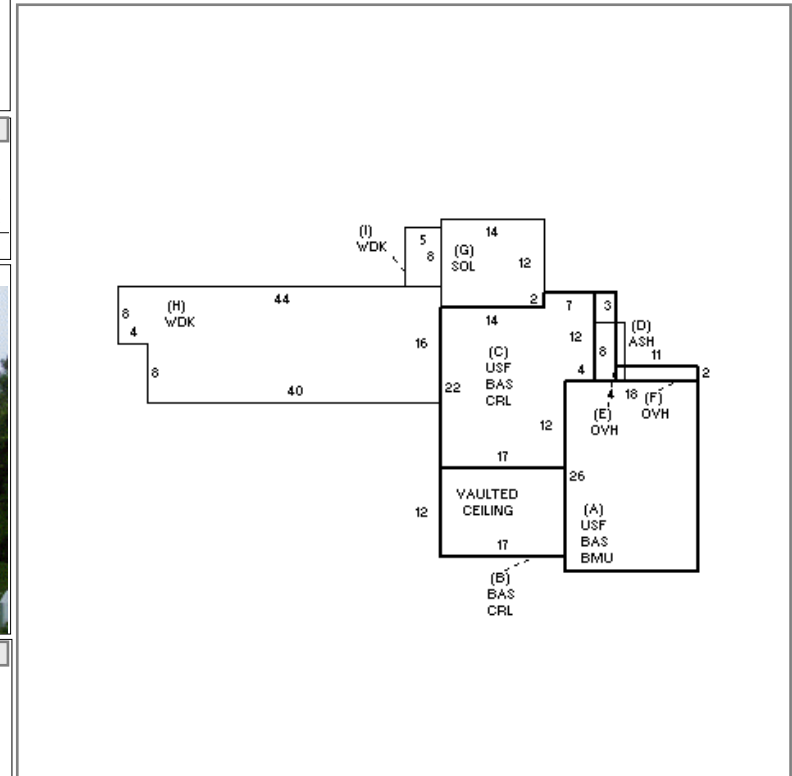 14
(I)
WDK
5
8
(G)
SOL
12
44
(H)
WDK
2
7
3
8
4
14
16
12
8
(D)
ASH
11
2
(C)
USF
BAS
CRL
8
40
22
4
4
18
(F)
OVH
(E)
OVH
12
17
26
VAULTED
CEILING
12
(A)
USF
BAS
BMU
17
(B)
BAS
CRL